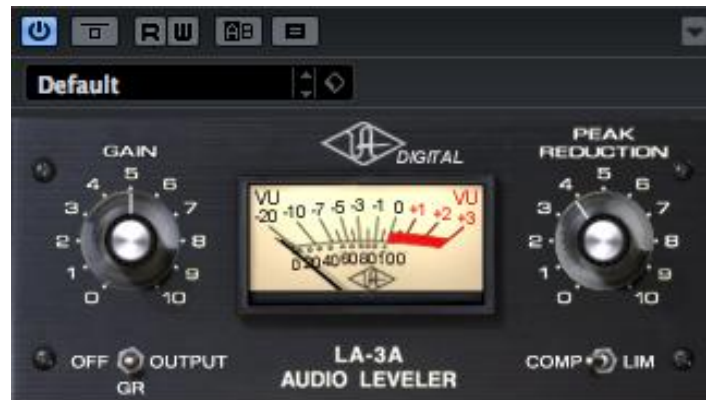 R W A B
Default
GAIN
0 1 2 3 4 5 6 7 8 9 10
UA DIGITAL
VU VU
-20 -10 -7 -5 -3 -1 0 +1 +2 +3
0 20 40 60 80 100
PEAK
REDUCTION
0 1 2 3 4 5 6 7 8 9 10
OFF OUTPUT
GR
LA-3A
AUDIO LEVELER
COMP LIM